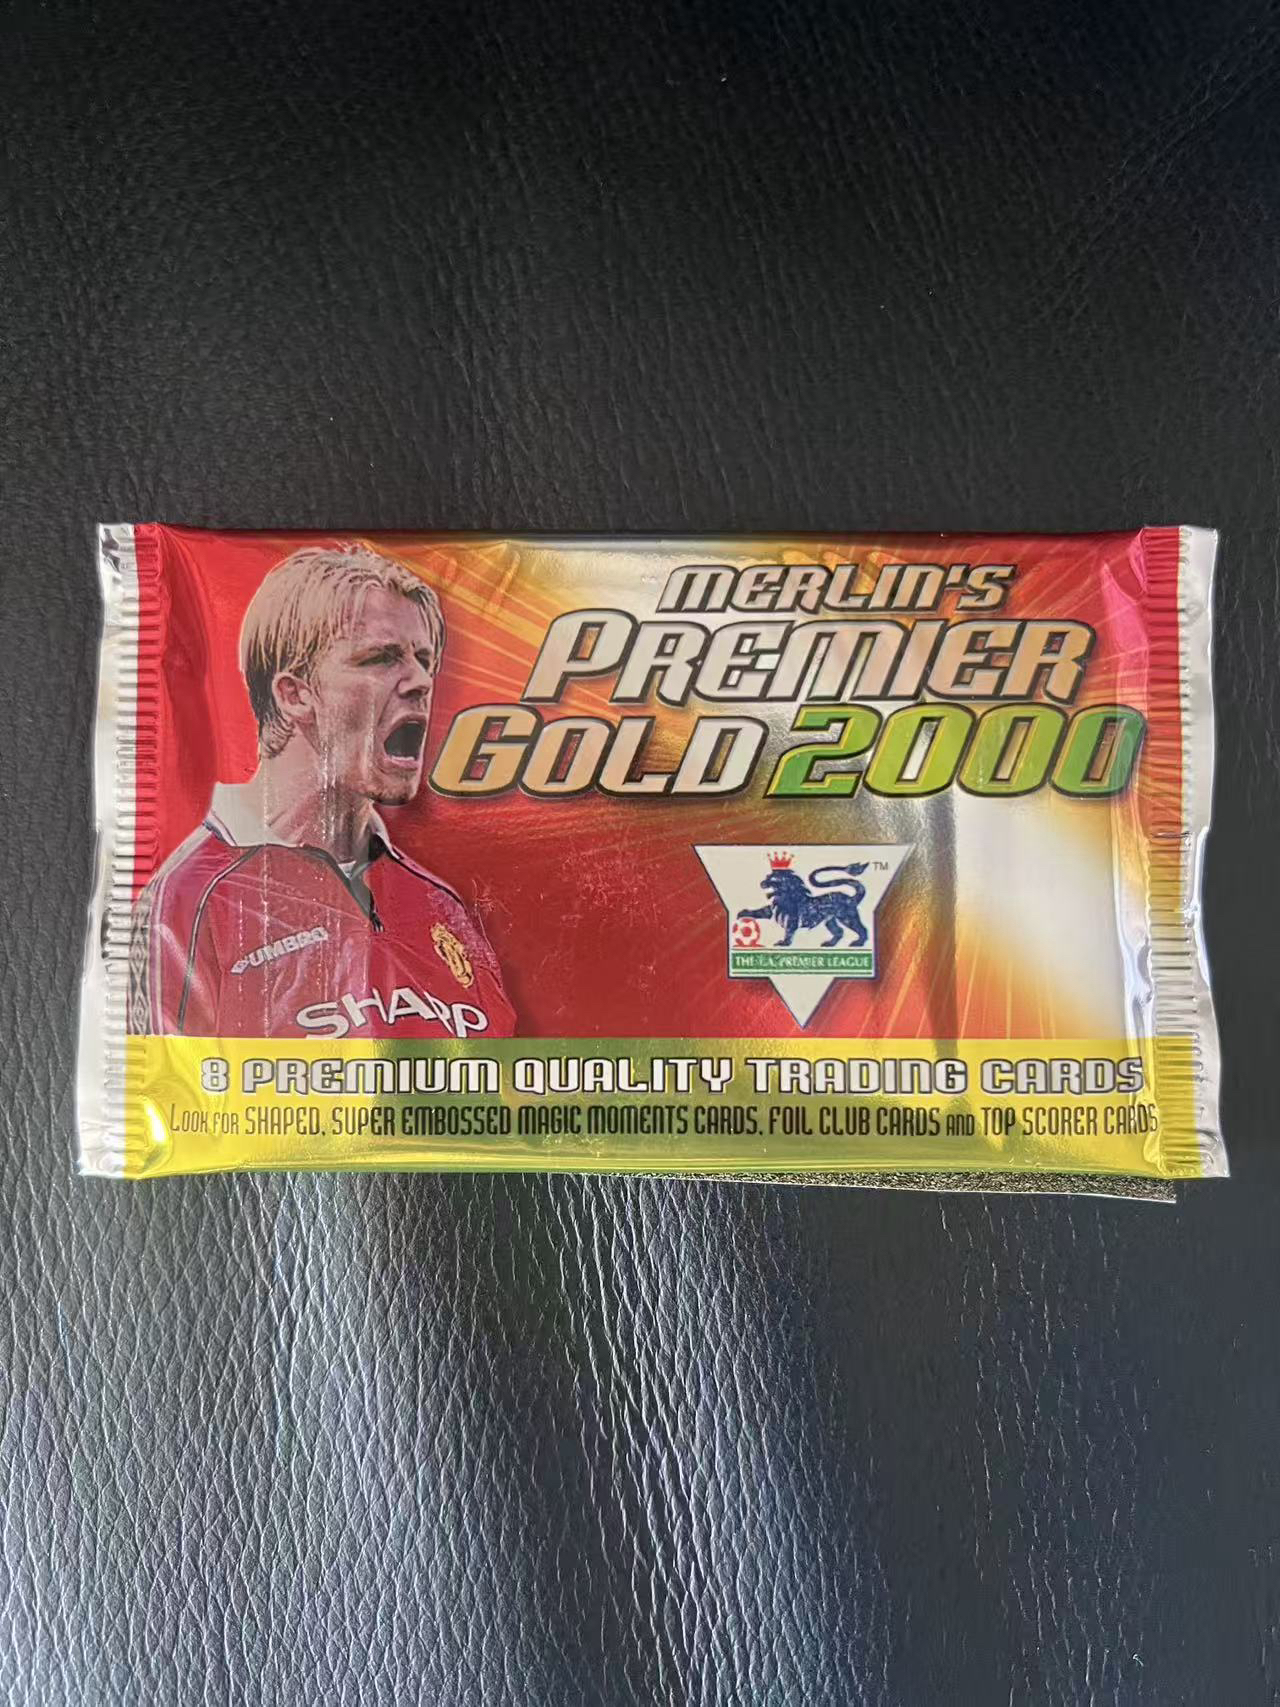 MERLIN'S
PREMIER
GOLD 2000
TM
THE F.A. PREMIER LEAGUE
UMBRO
SHARP
8 PREMIUM QUALITY TRADING CARDS
LOOK FOR SHAPED, SUPER EMBOSSED MAGIC MOMENTS CARDS, FOIL CLUB CARDS AND TOP SCORER CARDS